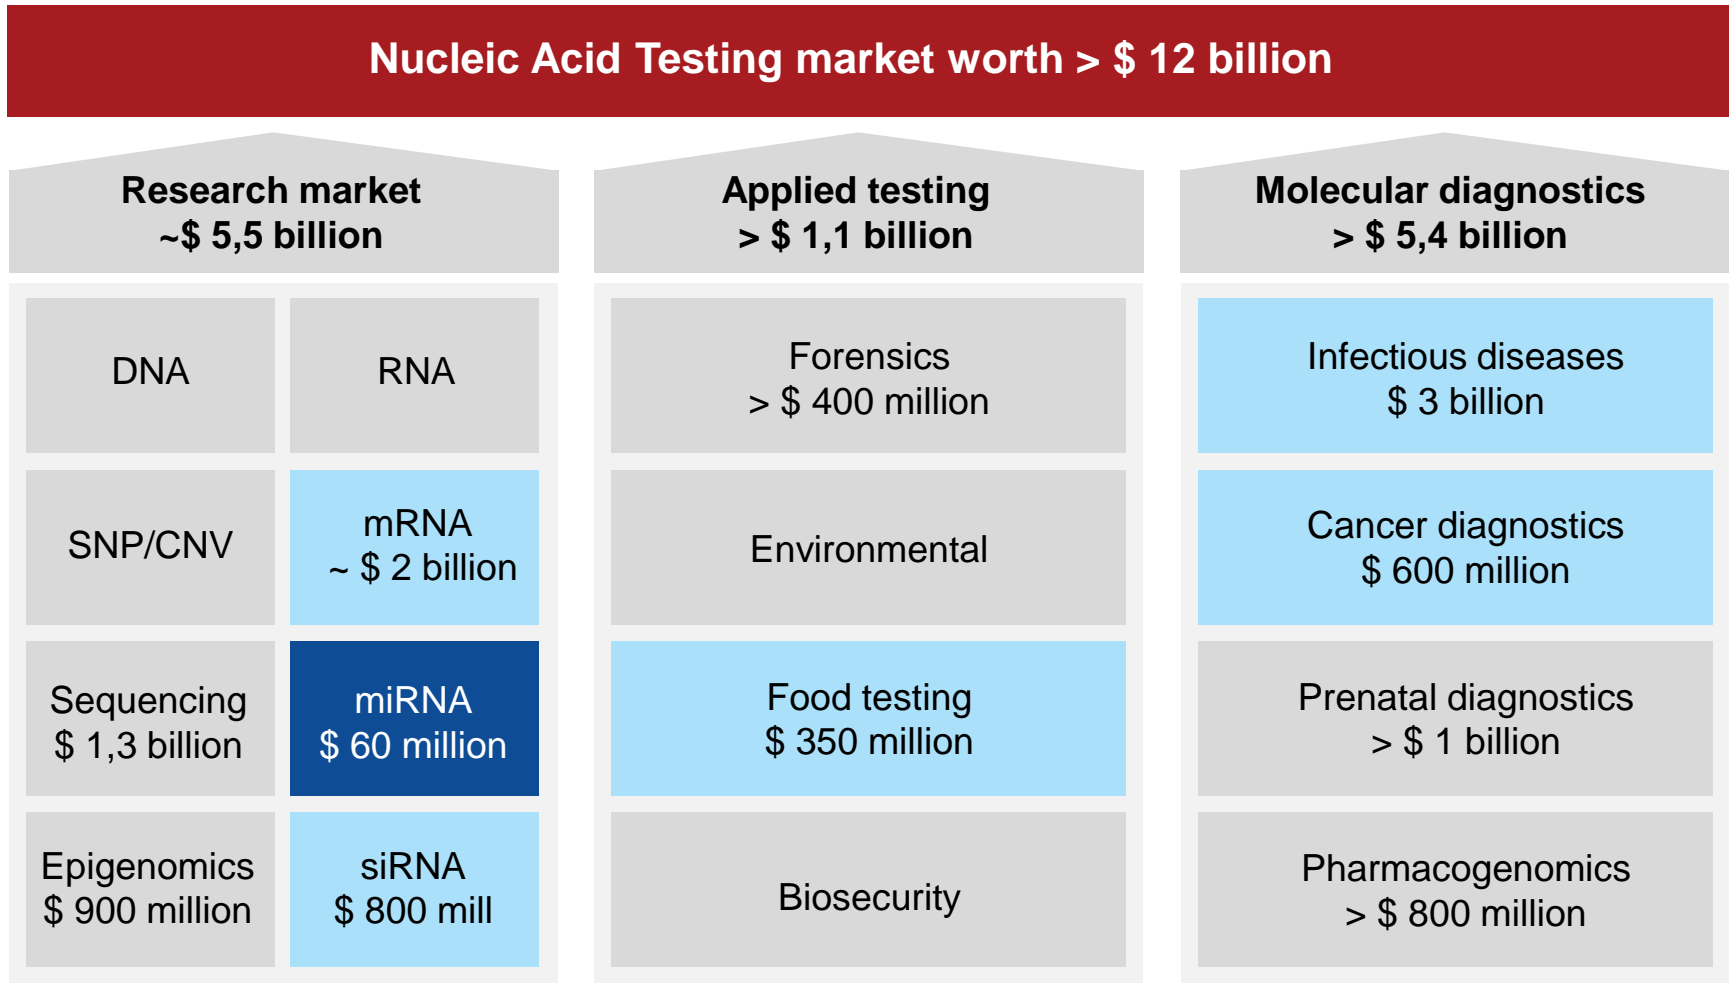 Nucleic Acid Testing market worth > $ 12 billion
Research market
~$ 5,5 billion
DNA
RNA
SNP/CNV
mRNA
~ $ 2 billion
Sequencing
$ 1,3 billion
miRNA
$ 60 million
Epigenomics
$ 900 million
siRNA
$ 800 mill
Applied testing
> $ 1,1 billion
Forensics
> $ 400 million
Environmental
Food testing
$ 350 million
Biosecurity
Molecular diagnostics
> $ 5,4 billion
Infectious diseases
$ 3 billion
Cancer diagnostics
$ 600 million
Prenatal diagnostics
> $ 1 billion
Pharmacogenomics
> $ 800 million